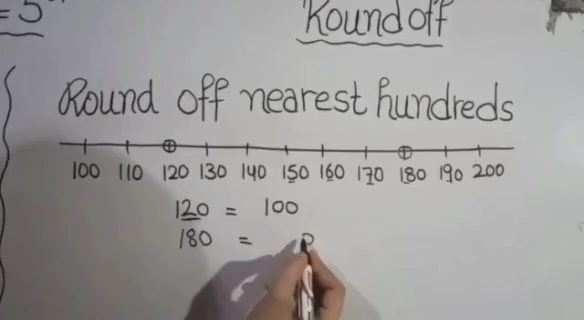 = 5
Round off
Round off nearest hundreds
100 110 120 130 140 150 160 170 180 190 200
120 = 100
180 =